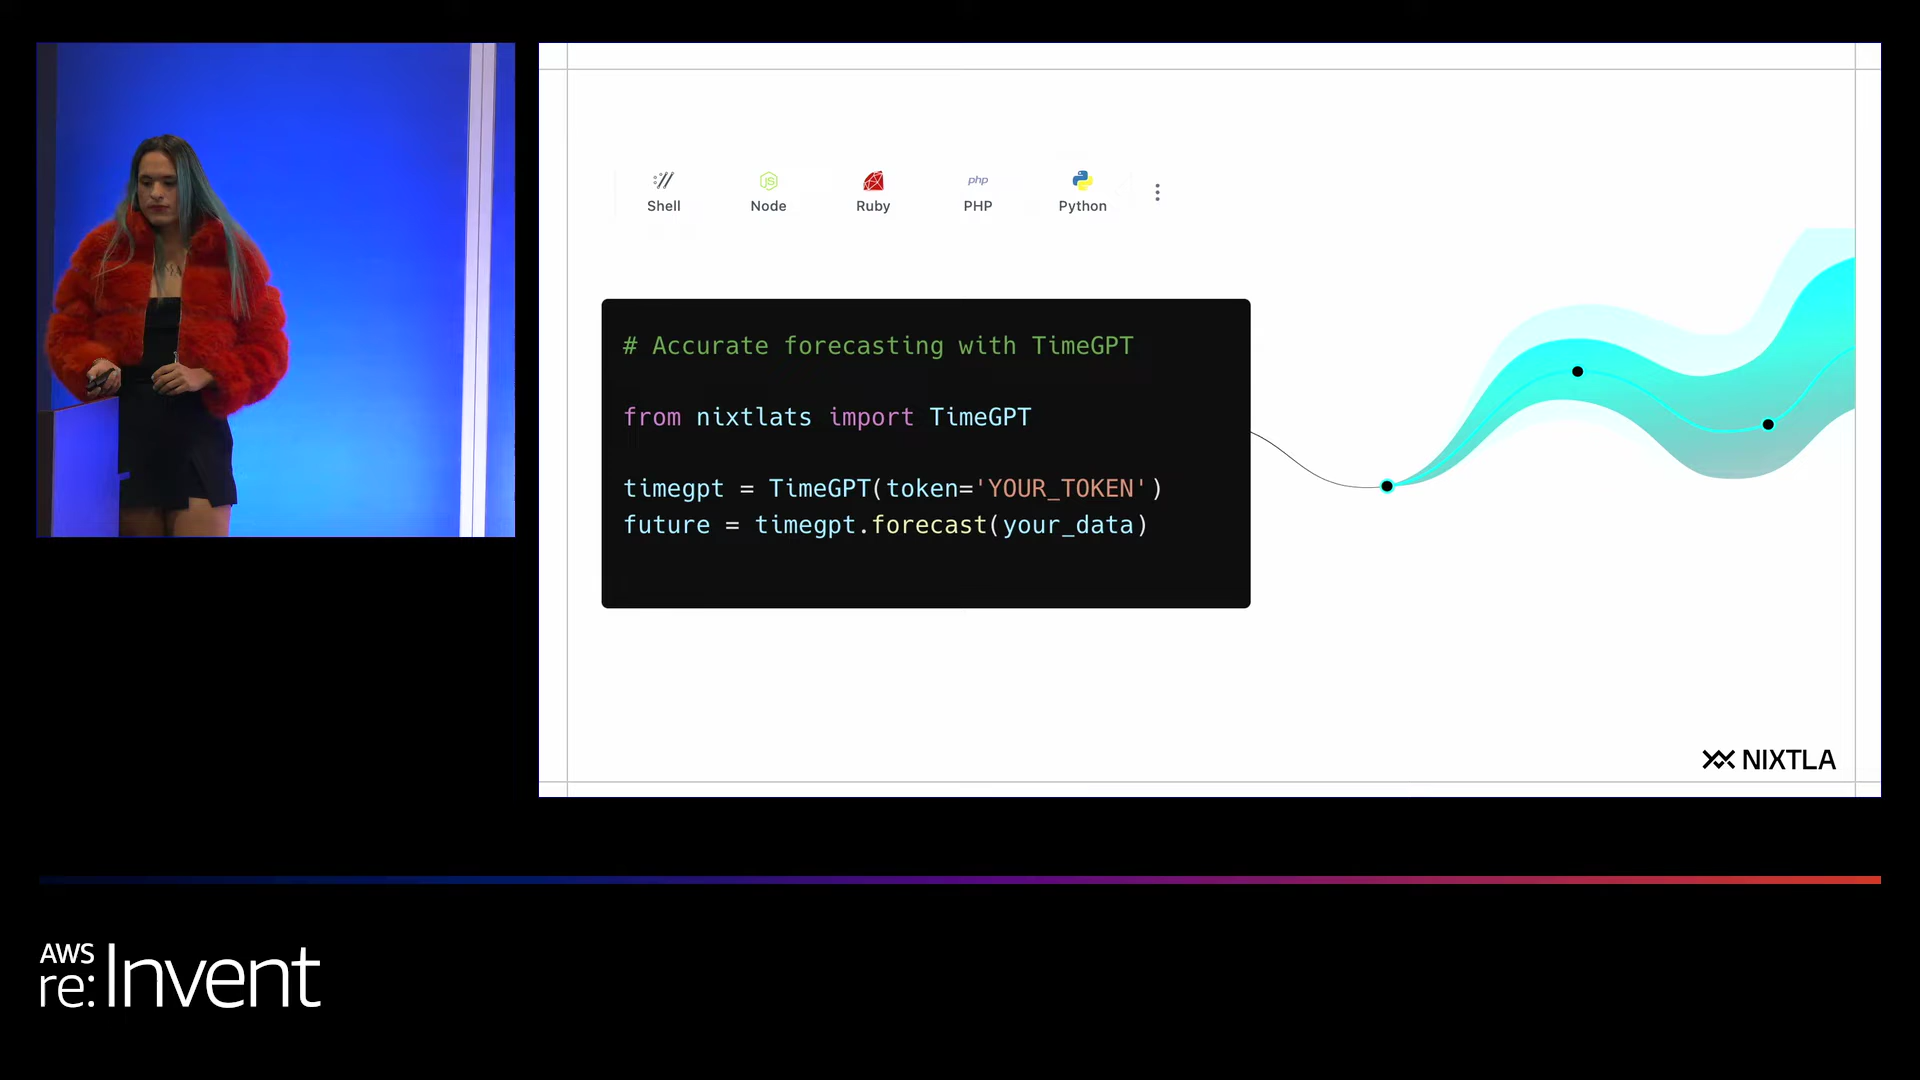 Shell
Node
Ruby
php
PHP
Python
# Accurate forecasting with TimeGPT
from nixtlats import TimeGPT
timegpt = TimeGPT(token='YOUR_TOKEN')
future = timegpt.forecast(your_data)
NIXTLA
AWS
re:Invent